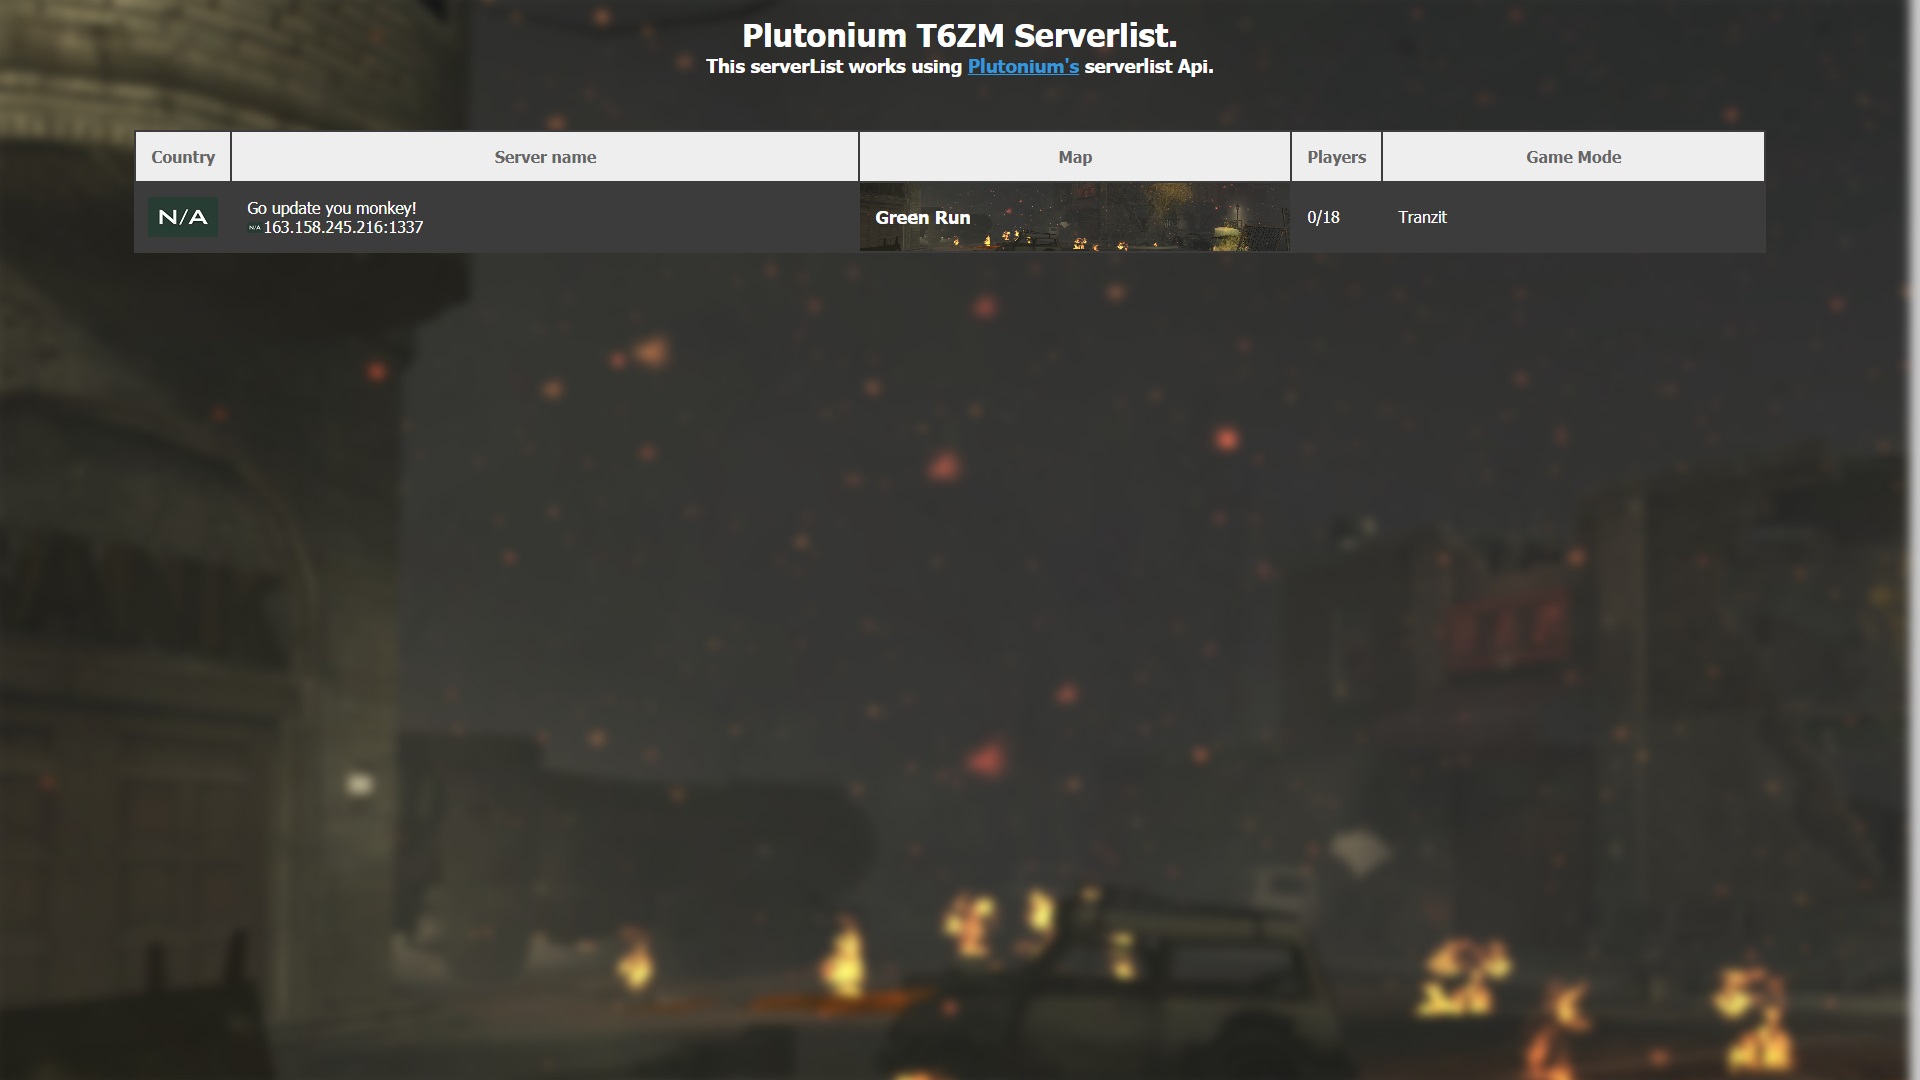 Plutonium T6ZM Serverlist.
This serverList works using Plutonium's serverlist Api.
Country Server name Map Players Game Mode
N/A Go update you monkey! Green Run 0/18 Tranzit
N/A 163.158.245.216:1337